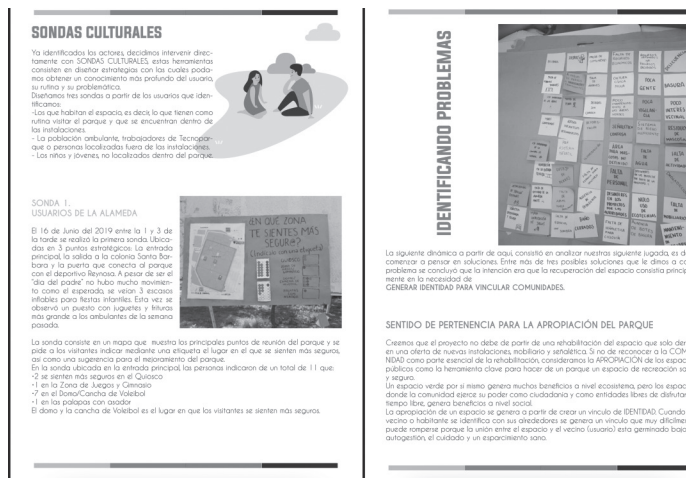 SONDAS CULTURALES
Ya identificados los actores, decidimos intervenir direc-
tamente con SONDAS CULTURALES, estas herramientas
consisten en diseñar estrategias con las cuales poda-
mos obtener un conocimiento más profundo del usuario,
su rutina y su problemática.
Diseñamos tres sondas a partir de los usuarios que iden-
tificamos:
-Los que habitan el espacio, es decir, lo que tienen como
rutina visitar el parque y que se encuentran dentro de
las instalaciones.
- La población ambulante, trabajadores de Tecnopar-
que o personas localizadas fuera de las instalaciones.
- Los niños y jóvenes, no localizados dentro del parque.
SONDA 1.
USUARIOS DE LA ALAMEDA
El 16 de Junio del 2019 entre la 1 y 3 de
la tarde se realizó la primera sonda. Ubica-
das en 3 puntos estratégicos: La entrada
principal, la salida a la colonia Santa Bar-
bara y la puerta que conecta al parque
con el deportivo Reynosa. A pesar de ser el
"día del padre" no hubo mucho movimien-
to como el esperado, se veían 3 escasos
inflables para fiestas infantiles. Esta vez se
observó un puesto con juguetes y frituras
más grande a los ambulantes de la semana
pasada.
¿EN QUE ZONA
TE SIENTES MAS
SEGUR@?
La sonda consiste en un mapa que muestra los principales puntos de reunión del parque y se
pide a los visitantes indicar mediante una etiqueta el lugar en el que se sienten más seguros,
así como una sugerencia para el mejoramiento del parque.
En la sonda ubicada en la entrada principal, las personas indicaron de un total de 11 que:
-2 se sienten más seguros en el Quiosco
-1 en la Zona de Juegos y Gimnasio
-7 en el Domo/Cancha de Voleibol
-1 en las palapas con asador
El domo y la cancha de Voleibol es el lugar en que los visitantes se sienten más seguros.
IDENTIFICANDO PROBLEMAS
POCA
GENTE
BASURA
POCO
INTERÉS
VECINAL
FALTA
DE
PERSONAL
FALTA
DE
AGUA
La siguiente dinámica a partir de aquí, consistió en analizar nuestras siguiente jugada, es d
comenzar a pensar en soluciones. Entre más de tres posibles soluciones que le dimos a ca
problema se concluyó que la intención era que la recuperación del espacio consistía princip
mente en la necesidad de
GENERAR IDENTIDAD PARA VINCULAR COMUNIDADES.
SENTIDO DE PERTENENCIA PARA LA APROPIACIÓN DEL PARQUE
Creemos que el proyecto no debe de partir de una rehabilitación del espacio que solo deri
en una oferta de nuevas instalaciones, mobiliario y señalética. Si no de reconocer a la COM
NIDAD como parte esencial de la rehabilitación, consideramos la APROPIACIÓN de los espac
públicos como la herramienta clave para hacer de un parque un espacio de recreación so
y seguro.
Un espacio verde por si mismo genera muchos beneficios a nivel ecosistema, pero los espac
donde la comunidad ejerce su poder como ciudadanía y como entidades libres de disfrutar
tiempo libre, genera beneficios a nivel social.
La apropiación de un espacio se genera a partir de crear un vínculo de IDENTIDAD. Cuando
vecino o habitante se identifica con sus alrededores se genera un vínculo que muy difícilmen
puede romperse porque la unión entre el espacio y el vecino (usuario) esta germinado bajo
autogestión, el cuidado y un esparcimiento sano.